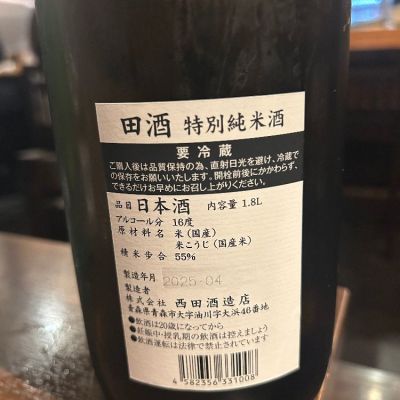 田酒 特別純米酒
要冷蔵
ご購入後は品質保持の為、直射日光を避け、冷蔵で
の保存をお願いいたします。開栓前後にかかわらず、
できるだけお早めにお召し上がりください。
品目 日本酒 内容量 1.8L
アルコール分 16度
原材料名 米(国産)
米こうじ(国産米)
精米歩合 55%
製造年月 2025.04
製造者
株式会社 西田酒造店
青森県青森市大字油川字大浜46番地
●飲酒は20歳になってから
●妊娠中・授乳期の飲酒は控えましょう
●飲酒運転は法律で禁止されています
4 582356 331008